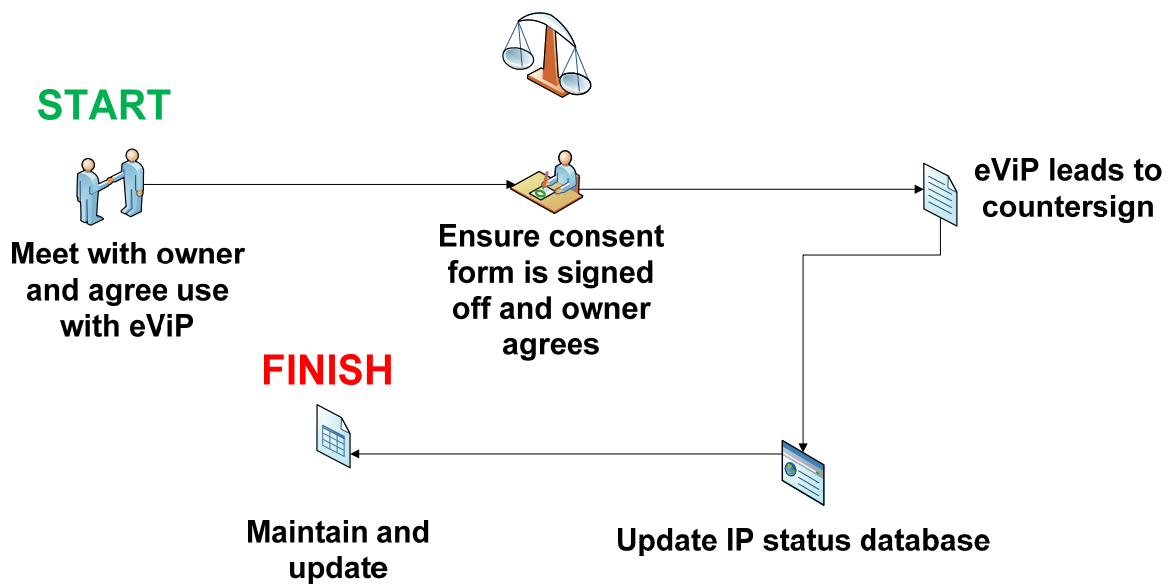 START
Meet with owner
and agree use
with eViP
Ensure consent
form is signed
off and owner
agrees
eViP leads to
countersign
FINISH
Maintain and
update
Update IP status database